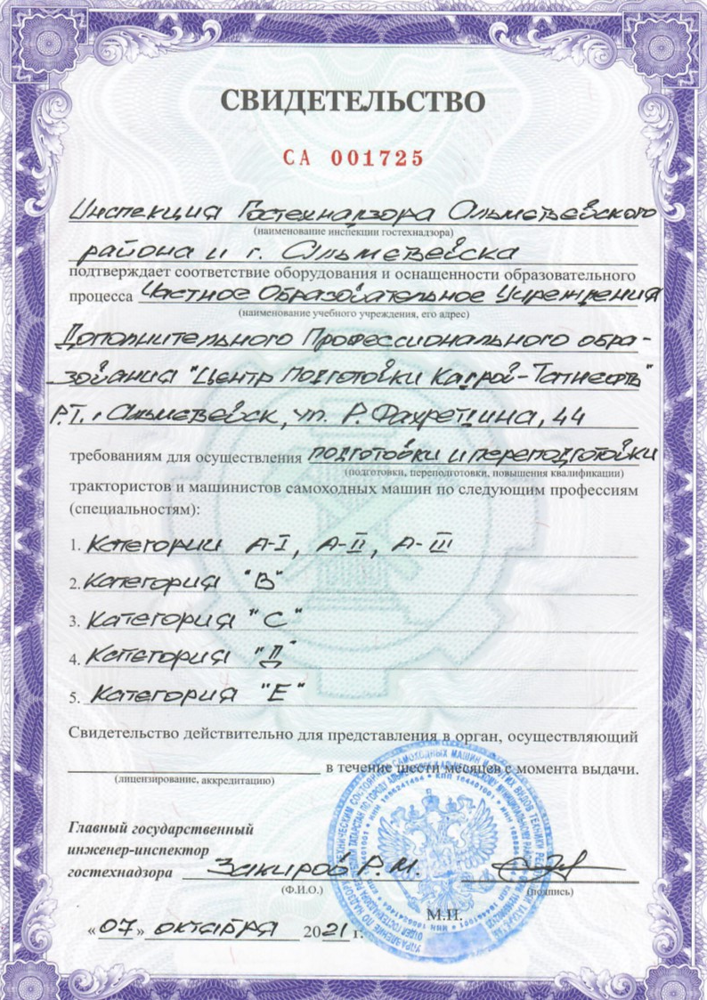 СВИДЕТЕЛЬСТВО
СА 001725
Инспекция Гостехнадзора Альметьевского
(наименование инспекции гостехнадзора)
района и г. Альметьевска
подтверждает соответствие оборудования и оснащенности образовательного
процесса Частное Образовательное Учреждения
(наименование учебного учреждения, его адрес)
Дополнительного Профессионального обра-
зования "Центр Подготовки Кадров-Татнефть"
Р.Т., Альметьевск, ул. Р. Фахретдина, 44
требованиям для осуществления подготовки и переподготовки
(подготовки, переподготовки, повышения квалификации)
трактористов и машинистов самоходных машин по следующим профессиям
(специальностям):
1. Категории А-I, А-II, А-III
2. Категория "В"
3. Категория "С"
4. Категория "Д"
5. Категория "Е"
Свидетельство действительно для представления в орган, осуществляющий
в течение шести месяцев с момента выдачи.
(лицензирование, аккредитацию)
Главный государственный
инженер-инспектор
гостехнадзора Закиров Р.М.
(Ф.И.О.) (подпись)
М.П.
«07» октября 2021 г.